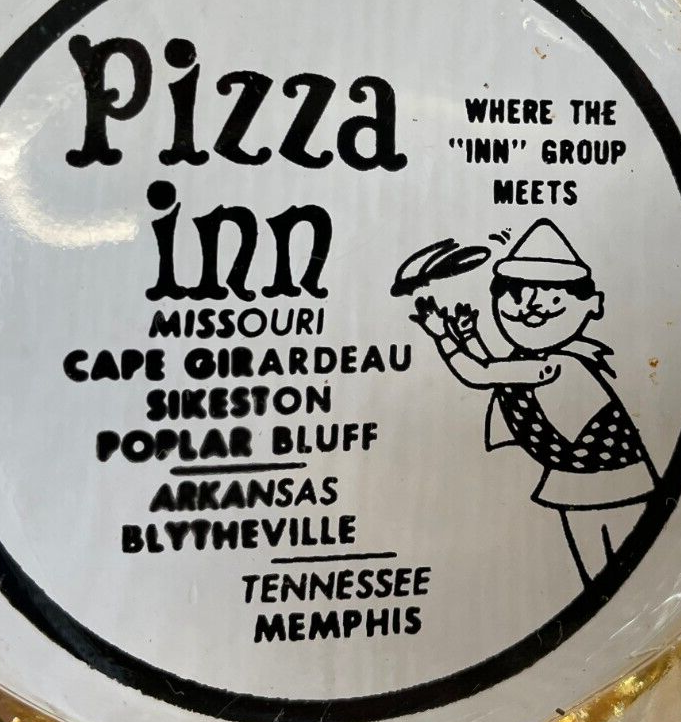 Pizza
inn
WHERE THE
"INN" GROUP
MEETS
MISSOURI
CAPE GIRARDEAU
SIKESTON
POPLAR BLUFF
ARKANSAS
BLYTHEVILLE
TENNESSEE
MEMPHIS